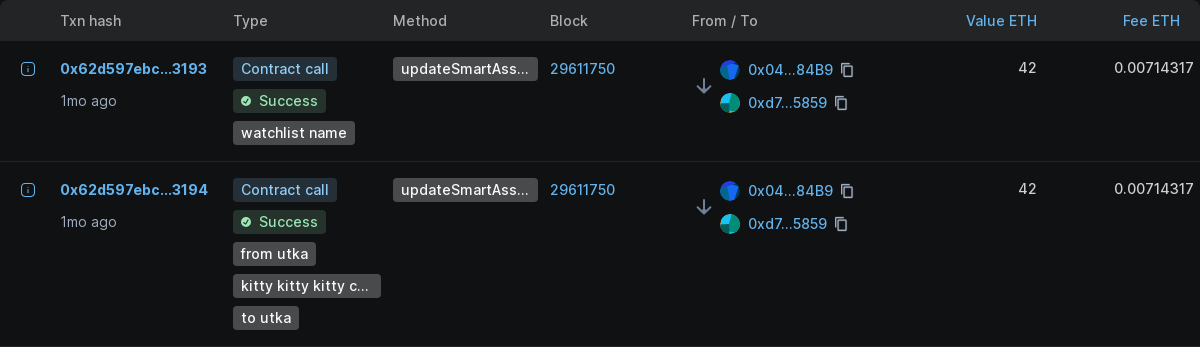 Txn hash Type Method Block From / To Value ETH Fee ETH
0x62d597ebc...3193 Contract call updateSmartAss... 29611750 0x04...84B9 42 0.00714317
1mo ago Success 0xd7...5859
watchlist name
0x62d597ebc...3194 Contract call updateSmartAss... 29611750 0x04...84B9 42 0.00714317
1mo ago Success 0xd7...5859
from utka
kitty kitty kitty c...
to utka